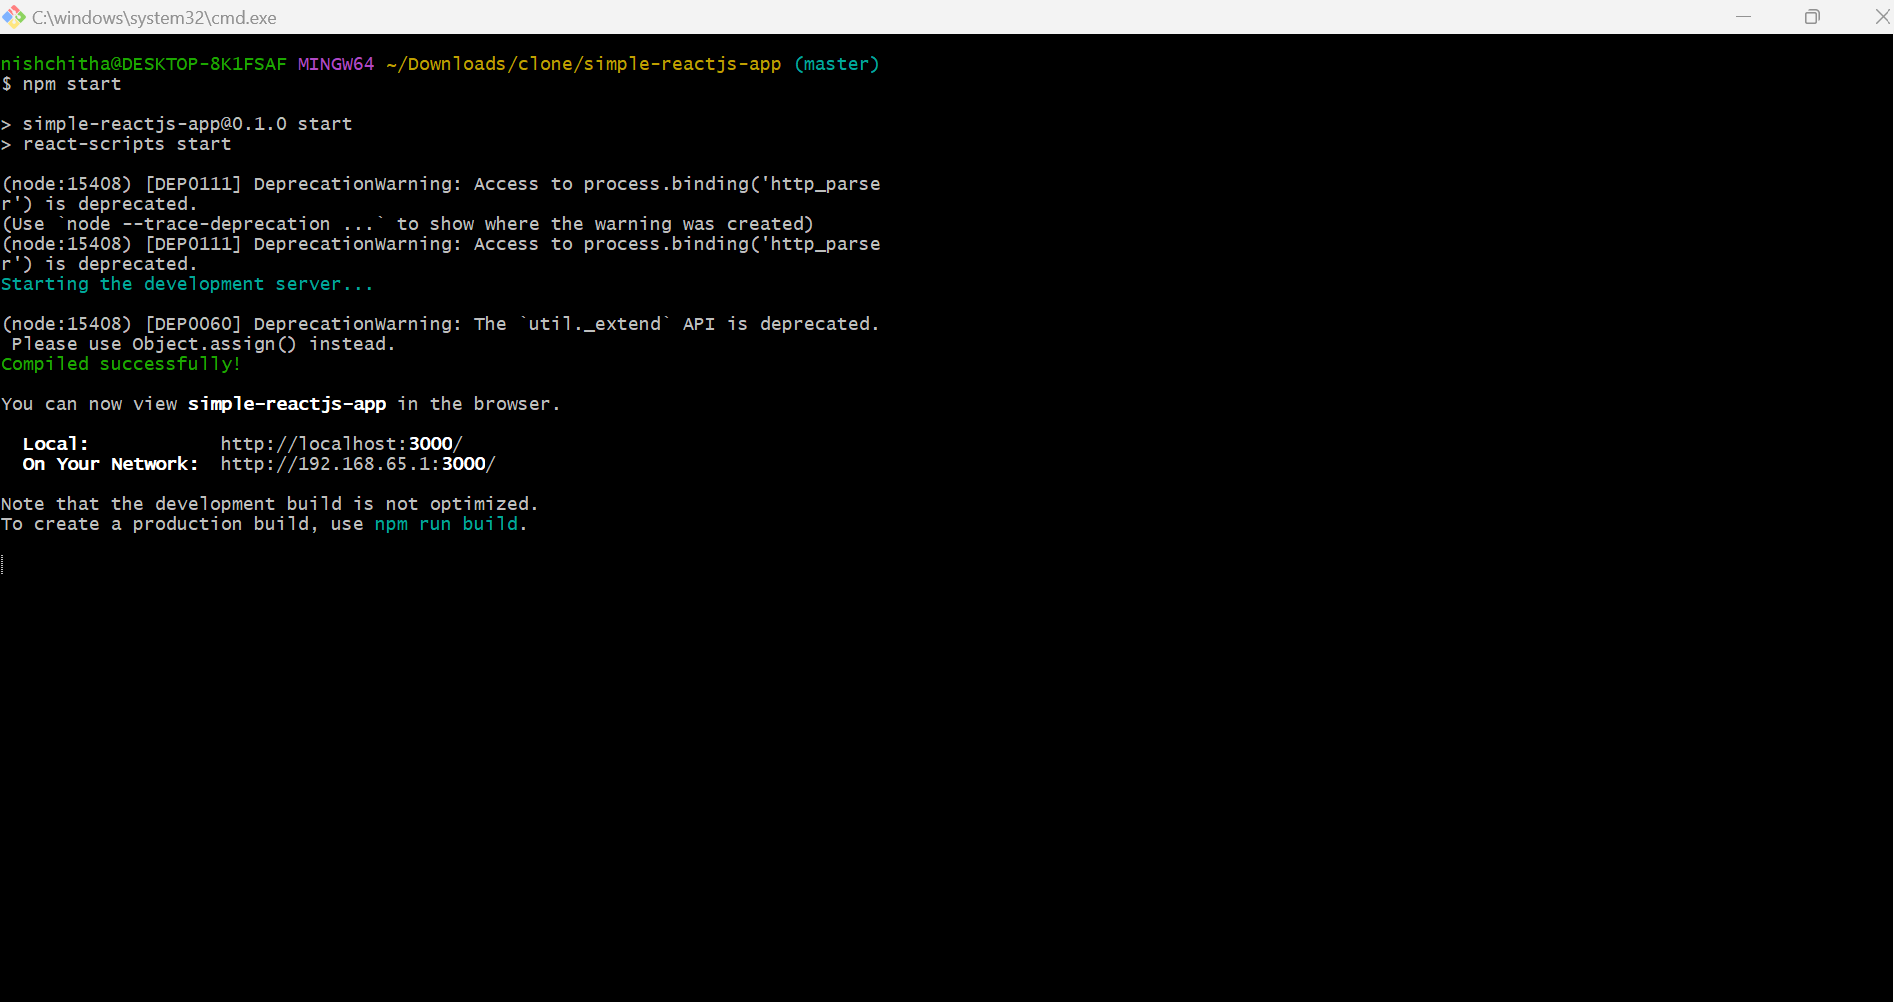 C:\windows\system32\cmd.exe
nishchitha@DESKTOP-8K1FSAF MINGW64 ~/Downloads/clone/simple-reactjs-app (master)
$ npm start
> simple-reactjs-app@0.1.0 start
> react-scripts start
(node:15408) [DEP0111] DeprecationWarning: Access to process.binding('http_parse
r') is deprecated.
(Use `node --trace-deprecation ...` to show where the warning was created)
(node:15408) [DEP0111] DeprecationWarning: Access to process.binding('http_parse
r') is deprecated.
Starting the development server...
(node:15408) [DEP0060] DeprecationWarning: The `util._extend` API is deprecated.
Please use Object.assign() instead.
Compiled successfully!
You can now view simple-reactjs-app in the browser.
Local: http://localhost:3000/
On Your Network: http://192.168.65.1:3000/
Note that the development build is not optimized.
To create a production build, use npm run build.